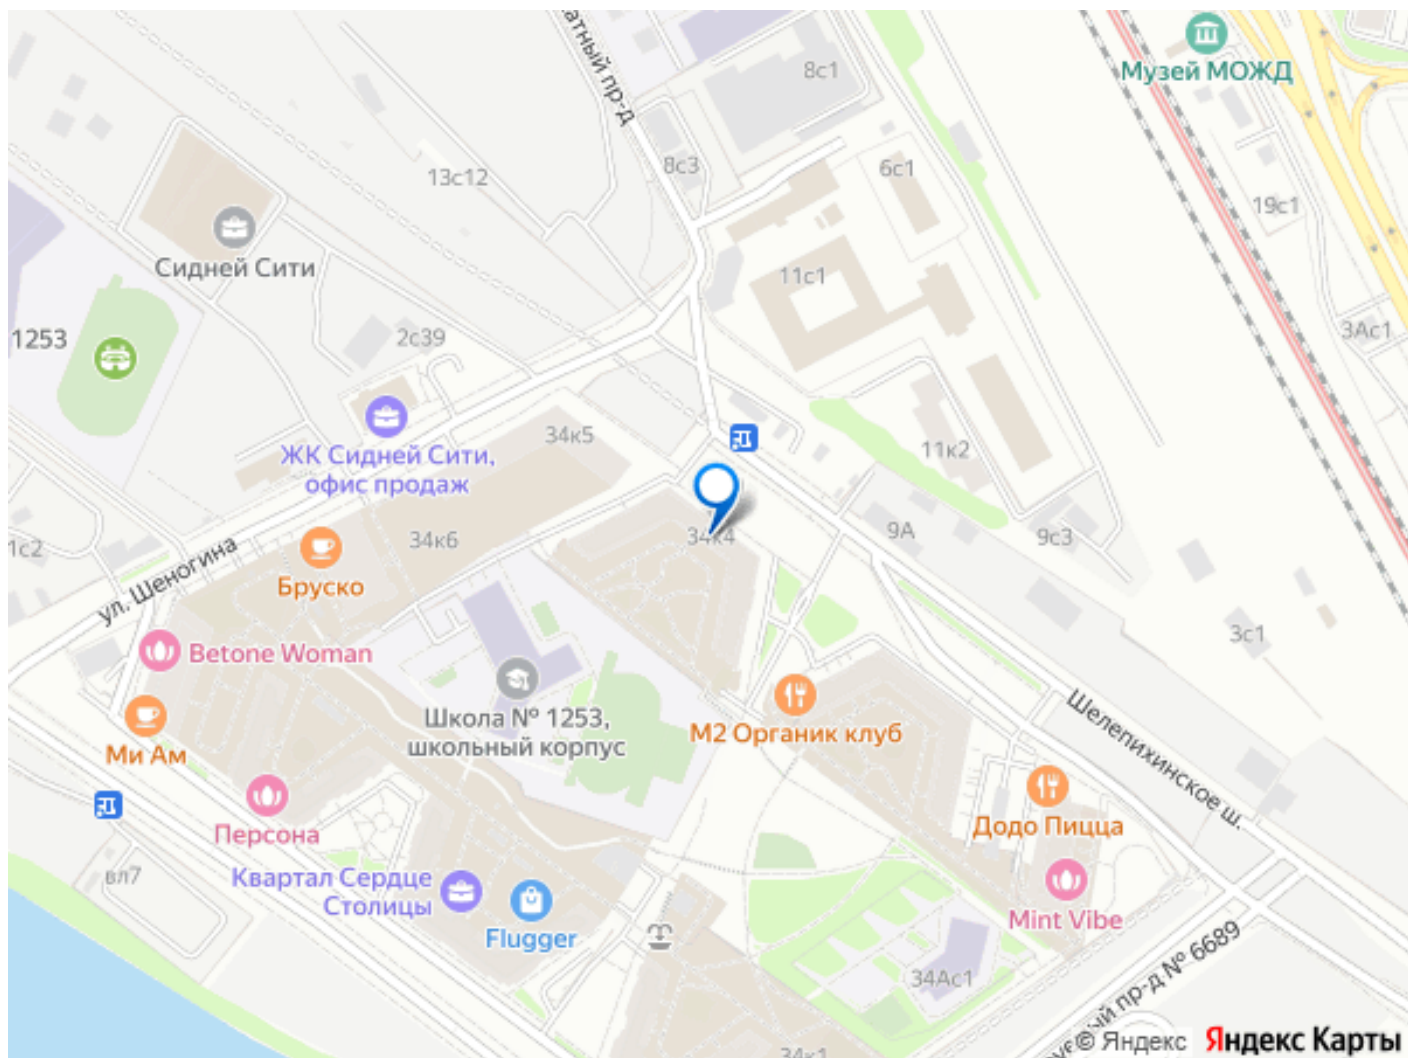 атный пр-д
8с1
Музей МОЖД
8с3
6с1
13с12
19с1
Сидней Сити
11с1
3Ас1
1253
2с39
34к5
11к2
ЖК Сидней Сити,
офис продаж
34к6
34к4
9А
9с3
1с2
ул. Шеногина
Бруско
3с1
Betone Woman
Школа № 1253,
школьный корпус
М2 Органик клуб
Шелепихинское ш.
Ми Ам
Додо Пицца
Персона
вл7
Квартал Сердце
Столицы
Flugger
Mint Vibe
34Ас1
ый пр-д № 6689
34к1
© Яндекс
Яндекс Карты